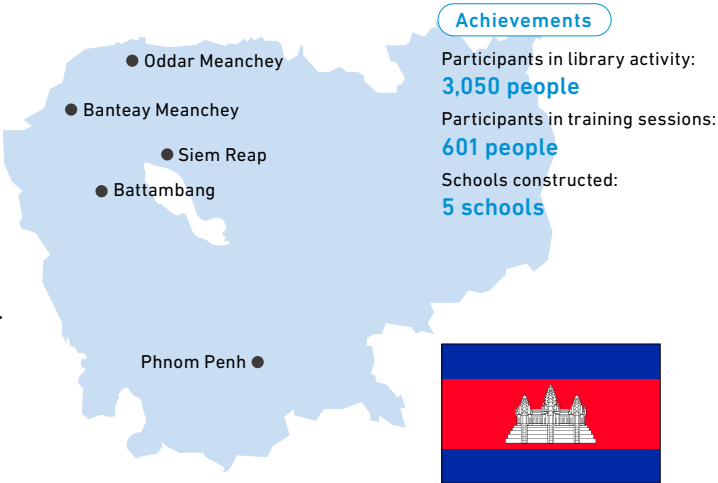 Achievements
Oddar Meanchey
Participants in library activity:
3,050 people
Banteay Meanchey
Participants in training sessions:
601 people
Siem Reap
Schools constructed:
Battambang
5 schools
Phnom Penh